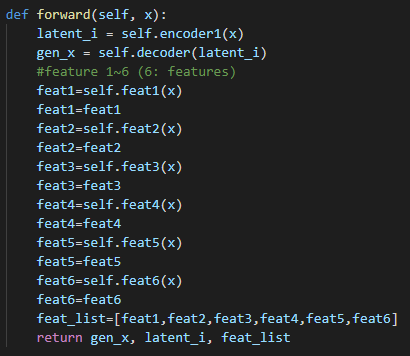 def forward(self, x):
    latent_i = self.encoder1(x)
    gen_x = self.decoder(latent_i)
    #feature 1~6 (6: features)
    feat1=self.feat1(x)
    feat1=feat1
    feat2=self.feat2(x)
    feat2=feat2
    feat3=self.feat3(x)
    feat3=feat3
    feat4=self.feat4(x)
    feat4=feat4
    feat5=self.feat5(x)
    feat5=feat5
    feat6=self.feat6(x)
    feat6=feat6
    feat_list=[feat1,feat2,feat3,feat4,feat5,feat6]
    return gen_x, latent_i, feat_list